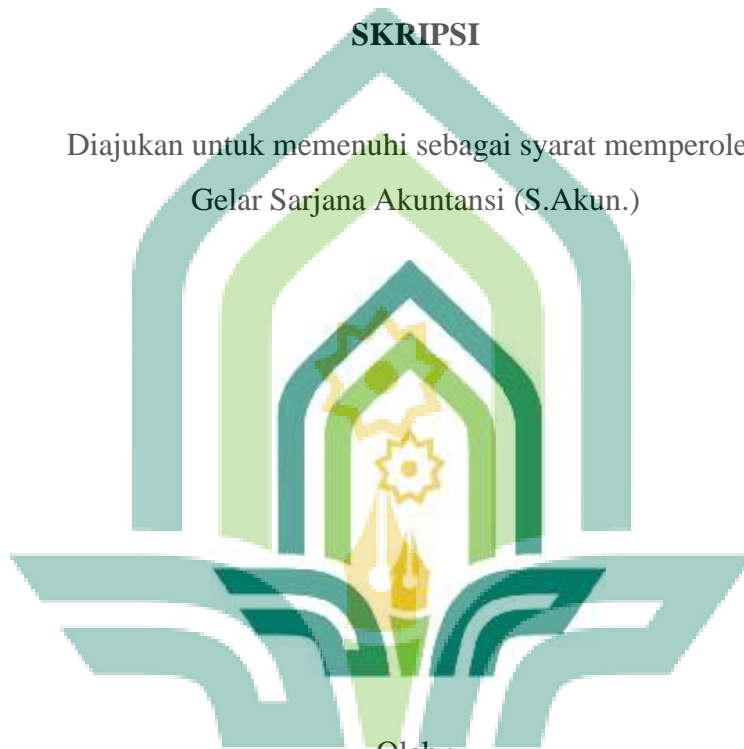 SKRIPSI
Diajukan untuk memenuhi sebagai syarat memperole
Gelar Sarjana Akuntansi (S.Akun.)
Oleh :